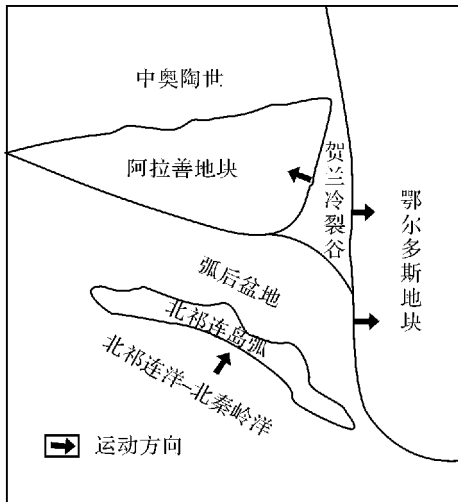 中奥陶世
阿拉善地块
贺兰冷裂谷
鄂尔多斯地块
弧后盆地
北祁连岛弧
北祁连洋-北秦岭洋
运动方向